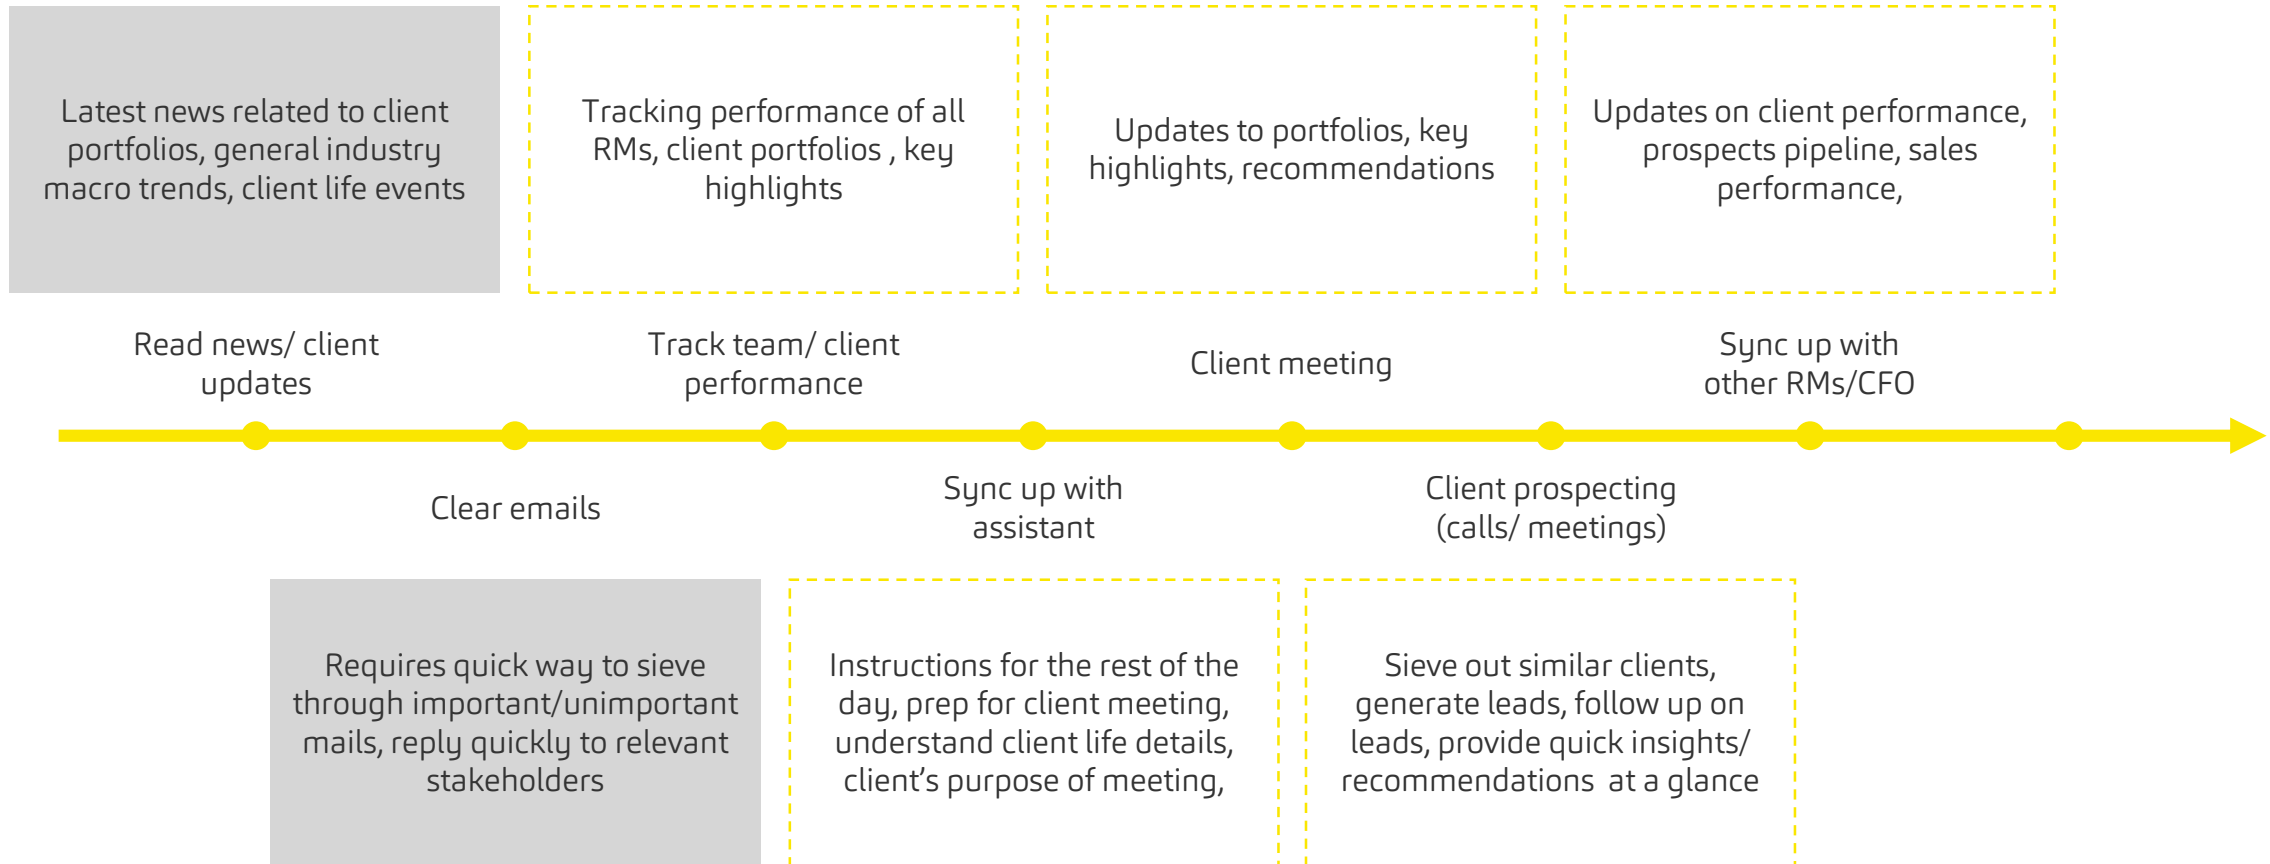 Latest news related to client
portfolios, general industry
macro trends, client life events
Tracking performance of all
RMs, client portfolios , key
highlights
Updates to portfolios, key
highlights, recommendations
Updates on client performance,
prospects pipeline, sales
performance,
Read news/ client
updates
Track team/ client
performance
Client meeting
Sync up with
other RMs/CFO
Clear emails
Sync up with
assistant
Client prospecting
(calls/ meetings)
Requires quick way to sieve
through important/unimportant
mails, reply quickly to relevant
stakeholders
Instructions for the rest of the
day, prep for client meeting,
understand client life details,
client’s purpose of meeting,
Sieve out similar clients,
generate leads, follow up on
leads, provide quick insights/
recommendations  at a glance